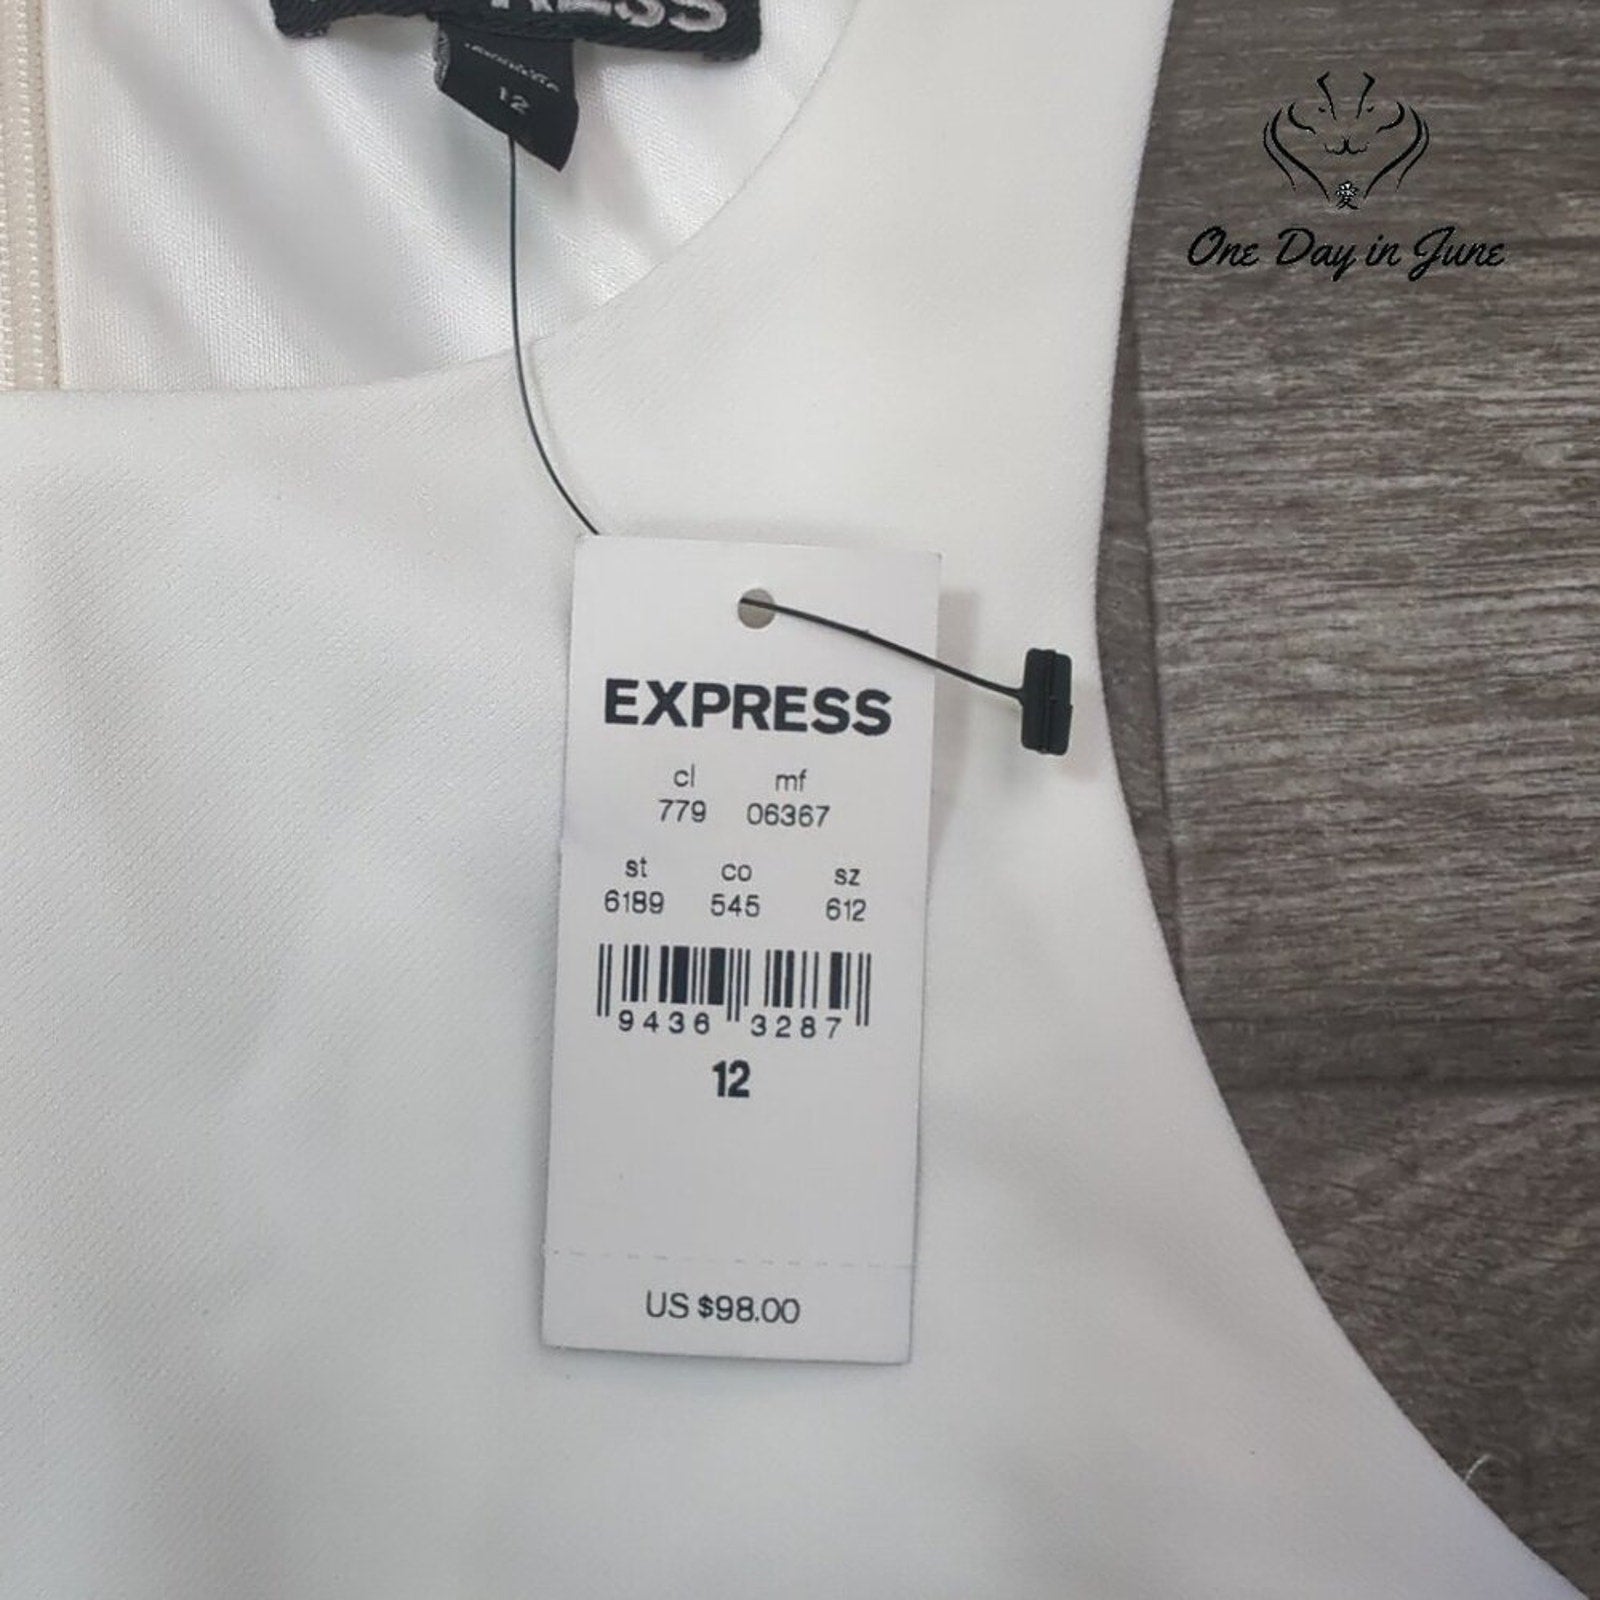 12
愛
One Day in June
EXPRESS
cl mf
779 06367
st co sz
6189 545 612
9436 3287
12
US $98.00